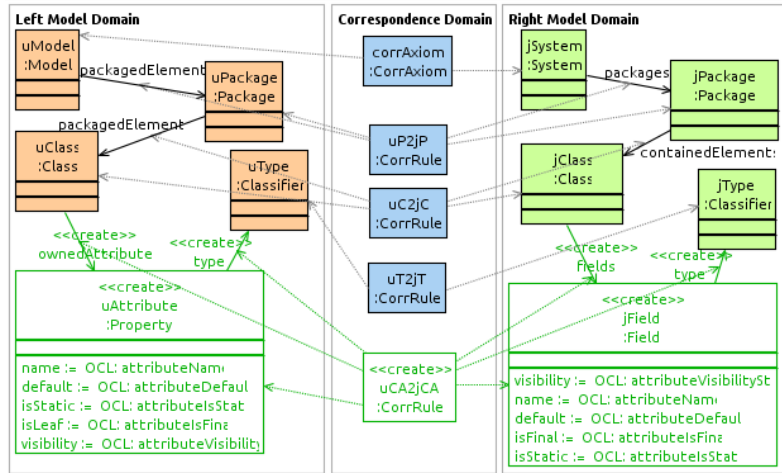 Left Model Domain
uModel
:Model
packagedElement
uPackage
:Package
packagedElement
uClass
:Class
uType
:Classifier
<<create>>
ownedAttribute
<<create>>
type
<<create>>
uAttribute
:Property
name := OCL: attributeName
default := OCL: attributeDefaul
isStatic := OCL: attributeIsStat
isLeaf := OCL: attributeIsFina
visibility := OCL: attributeVisibility
Correspondence Domain
corrAxiom
:CorrAxiom
uP2jP
:CorrRule
uC2jC
:CorrRule
uT2jT
:CorrRule
<<create>>
uCA2jCA
:CorrRule
Right Model Domain
jSystem
:System
packages
jPackage
:Package
containedElements
jClass
:Class
jType
:Classifier
<<create>>
fields
<<create>>
type
<<create>>
jField
:Field
visibility := OCL: attributeVisibilitySt
name := OCL: attributeName
default := OCL: attributeDefaul
isFinal := OCL: attributeIsFina
isStatic := OCL: attributeIsStat